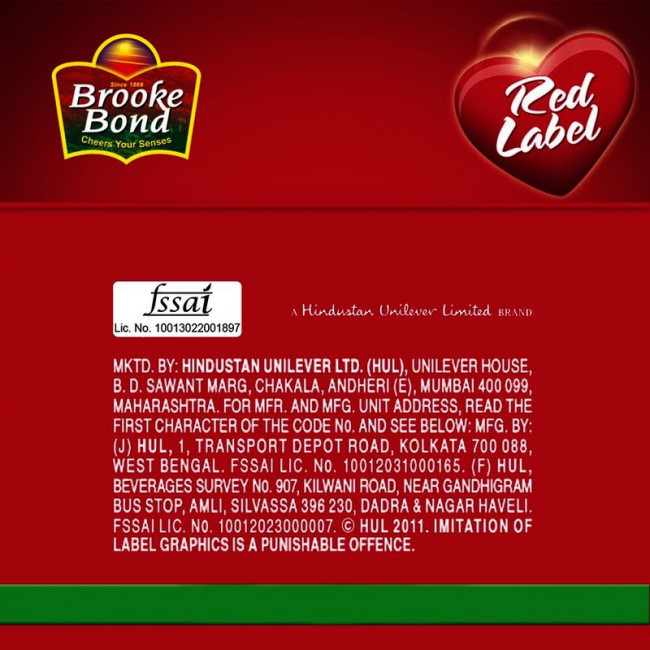 Since 1869
Brooke
Bond
Cheers Your Senses
Red
Label
fssai
Lic. No. 10013022001897
A Hindustan Unilever Limited BRAND
MKTD. BY: HINDUSTAN UNILEVER LTD. (HUL), UNILEVER HOUSE,
B. D. SAWANT MARG, CHAKALA, ANDHERI (E), MUMBAI 400 099,
MAHARASHTRA. FOR MFR. AND MFG. UNIT ADDRESS, READ THE
FIRST CHARACTER OF THE CODE No. AND SEE BELOW: MFG. BY:
(J) HUL, 1, TRANSPORT DEPOT ROAD, KOLKATA 700 088,
WEST BENGAL. FSSAI LIC. No. 10012031000165. (F) HUL,
BEVERAGES SURVEY No. 907, KILWANI ROAD, NEAR GANDHIGRAM
BUS STOP, AMLI, SILVASSA 396 230, DADRA & NAGAR HAVELI.
FSSAI LIC. No. 10012023000007. © HUL 2011. IMITATION OF
LABEL GRAPHICS IS A PUNISHABLE OFFENCE.